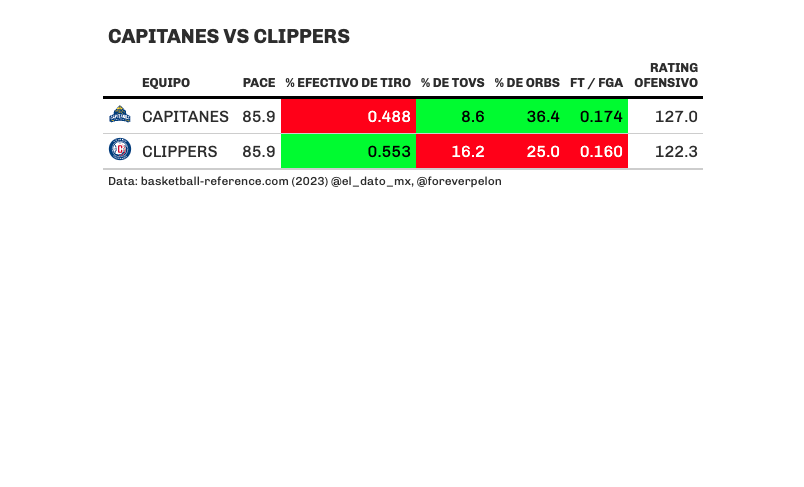 CAPITANES VS CLIPPERS
EQUIPO PACE % EFECTIVO DE TIRO % DE TOVS % DE ORBS FT / FGA RATING OFENSIVO
CAPITANES 85.9 0.488 8.6 36.4 0.174 127.0
CLIPPERS 85.9 0.553 16.2 25.0 0.160 122.3
Data: basketball-reference.com (2023) @el_dato_mx, @foreverpelon